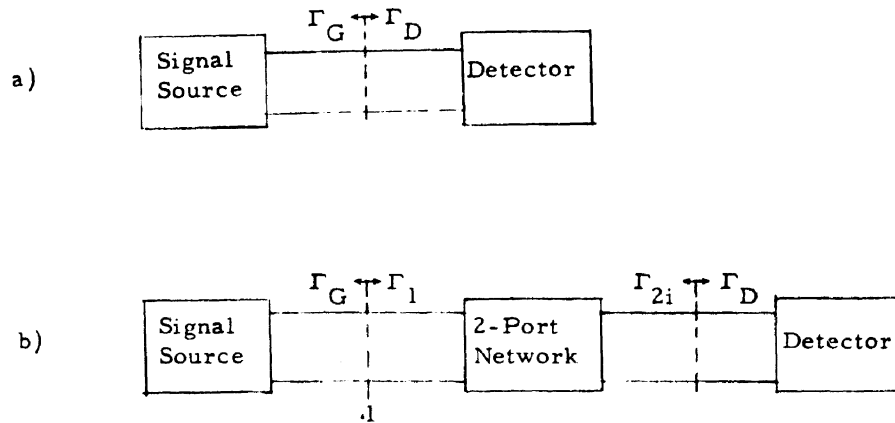 a)
Γ_G Γ_D
Signal
Source
Detector
b)
Γ_G Γ_1
Γ_2i Γ_D
Signal
Source
2-Port
Network
Detector
1